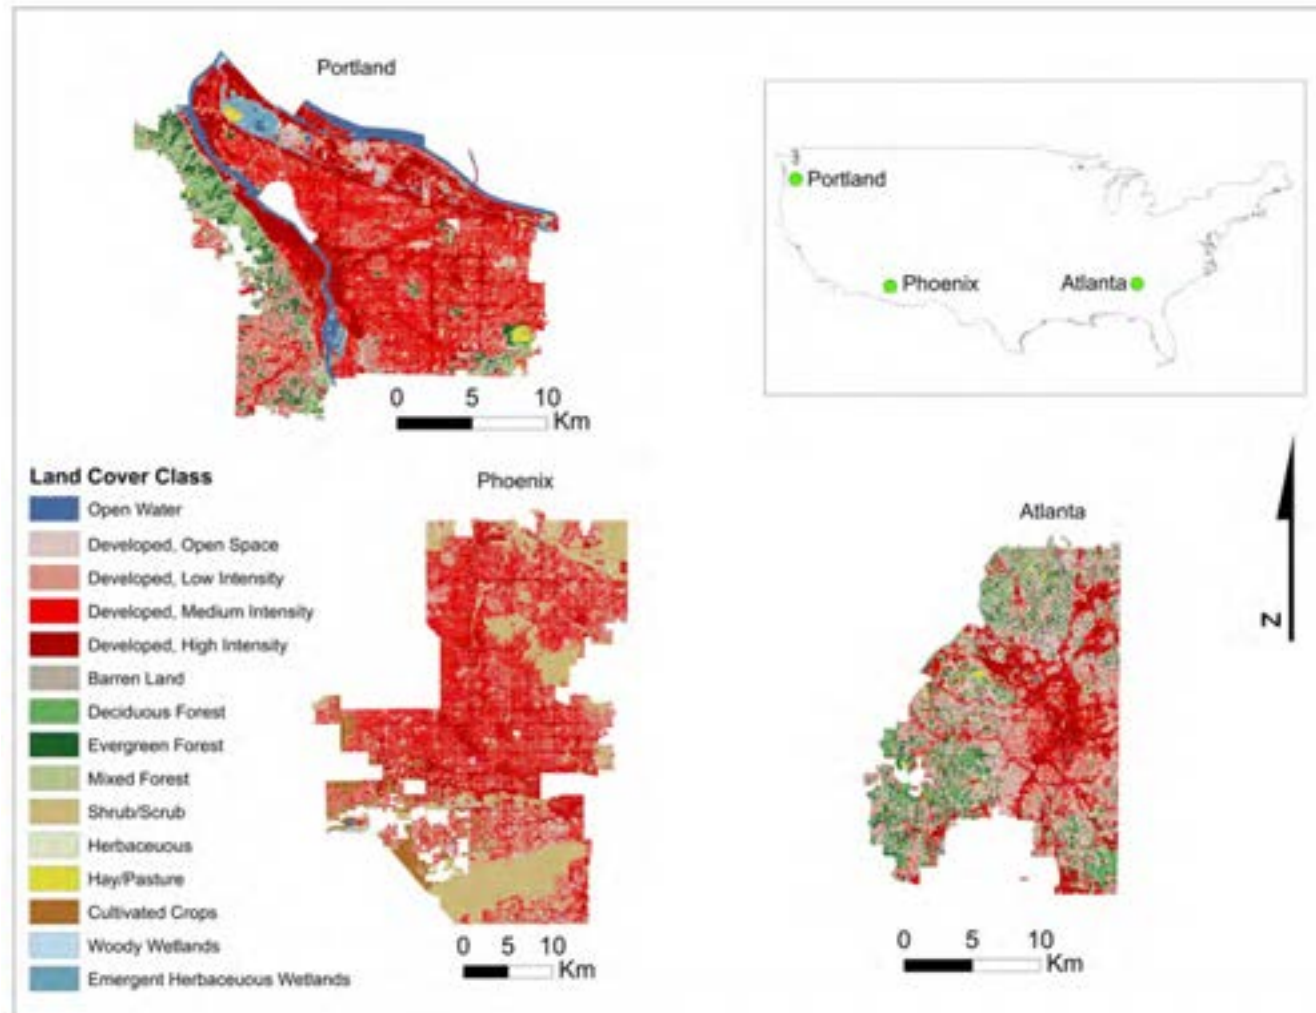 Portland
Portland
Phoenix
Atlanta
0 5 10
Km
Land Cover Class
Open Water
Developed, Open Space
Developed, Low Intensity
Developed, Medium Intensity
Developed, High Intensity
Barren Land
Deciduous Forest
Evergreen Forest
Mixed Forest
Shrub/Scrub
Herbaceuous
Hay/Pasture
Cultivated Crops
Woody Wetlands
Emergent Herbaceuous Wetlands
Phoenix
0 5 10
Km
Atlanta
0 5 10
Km
N